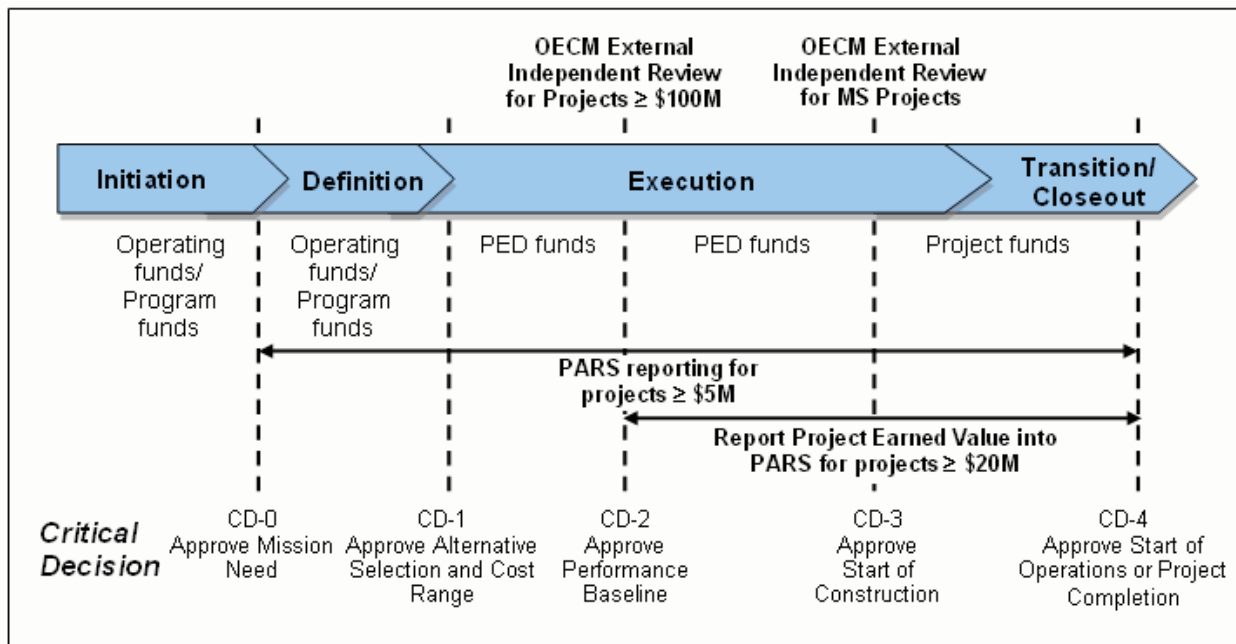 OECM External
Independent Review
for Projects ≥ $100M
OECM External
Independent Review
for MS Projects
Initiation
Definition
Execution
Transition/
Closeout
Operating
funds/
Program
funds
Operating
funds/
Program
funds
PED funds
PED funds
Project funds
PARS reporting for
projects ≥ $5M
Report Project Earned Value into
PARS for projects ≥ $20M
Critical
Decision
CD-0
Approve Mission
Need
CD-1
Approve Alternative
Selection and Cost
Range
CD-2
Approve
Performance
Baseline
CD-3
Approve
Start of
Construction
CD-4
Approve Start of
Operations or Project
Completion